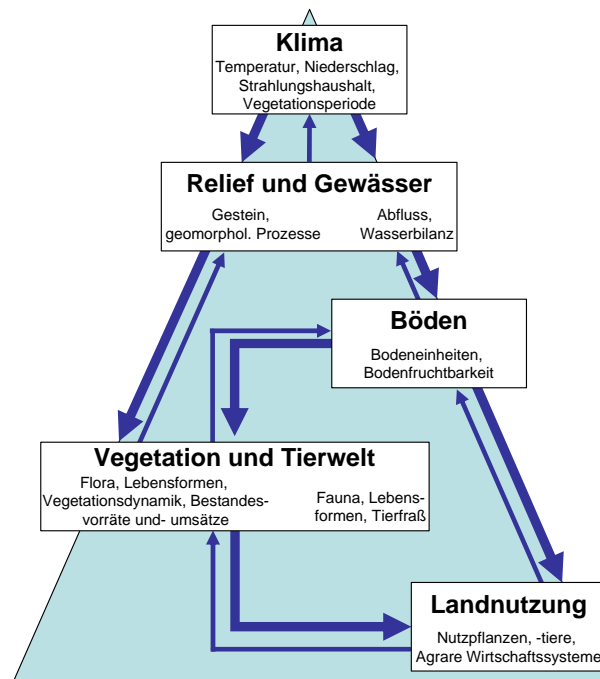 Klima
Temperatur, Niederschlag,
Strahlungshaushalt,
Vegetationsperiode
Relief und Gewässer
Gestein,
geomorphol. Prozesse
Abfluss,
Wasserbilanz
Böden
Bodeneinheiten,
Bodenfruchtbarkeit
Vegetation und Tierwelt
Flora, Lebensformen,
Vegetationsdynamik, Bestandes-
vorräte und- umsätze
Fauna, Lebens-
formen, Tierfraß
Landnutzung
Nutzpflanzen, -tiere,
Agrare Wirtschaftssysteme